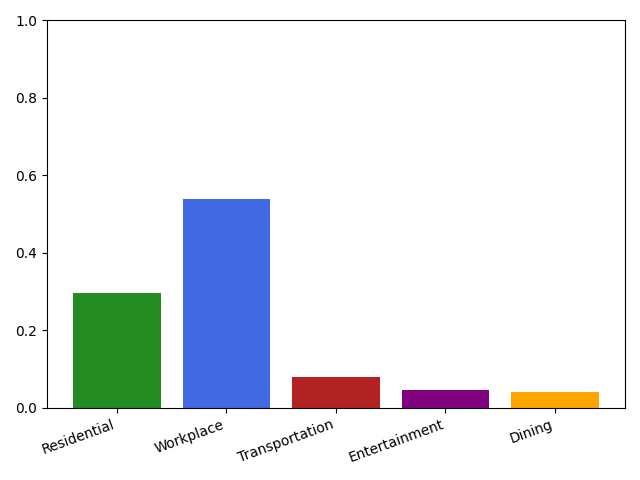 1.0
0.8
0.6
0.4
0.2
0.0
Residential
Workplace
Transportation
Entertainment
Dining